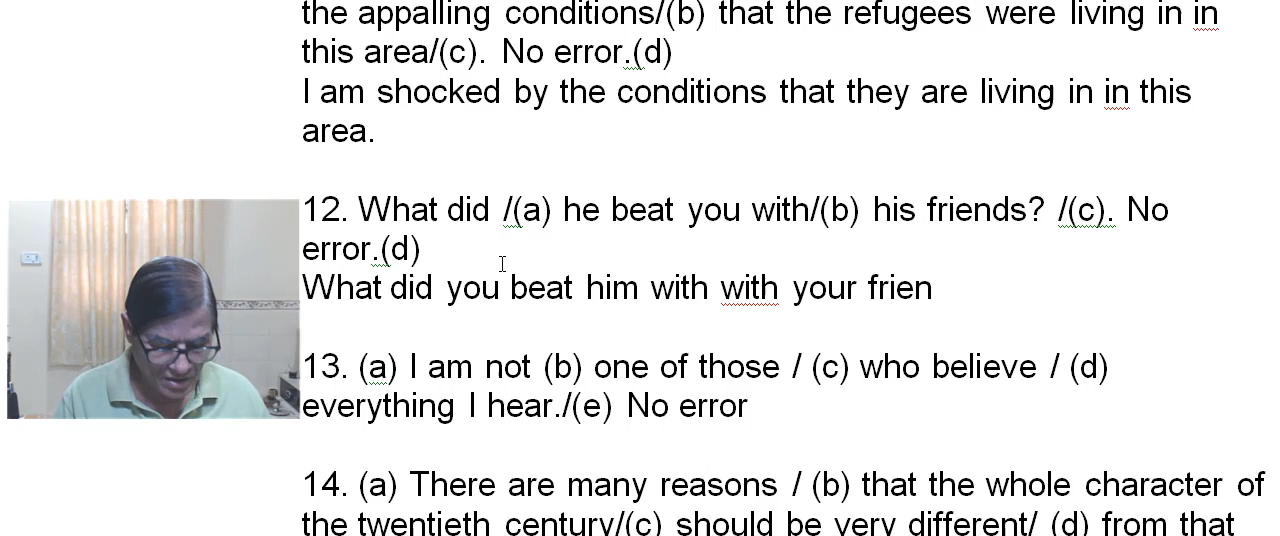 the appalling conditions/(b) that the refugees were living in in
this area/(c). No error.(d)
I am shocked by the conditions that they are living in in this
area.
12. What did /(a) he beat you with/(b) his friends? /(c). No
error.(d)
What did you beat him with with your frien
13. (a) I am not (b) one of those / (c) who believe / (d)
everything I hear./(e) No error
14. (a) There are many reasons / (b) that the whole character of
the twentieth century/(c) should be very different/ (d) from that